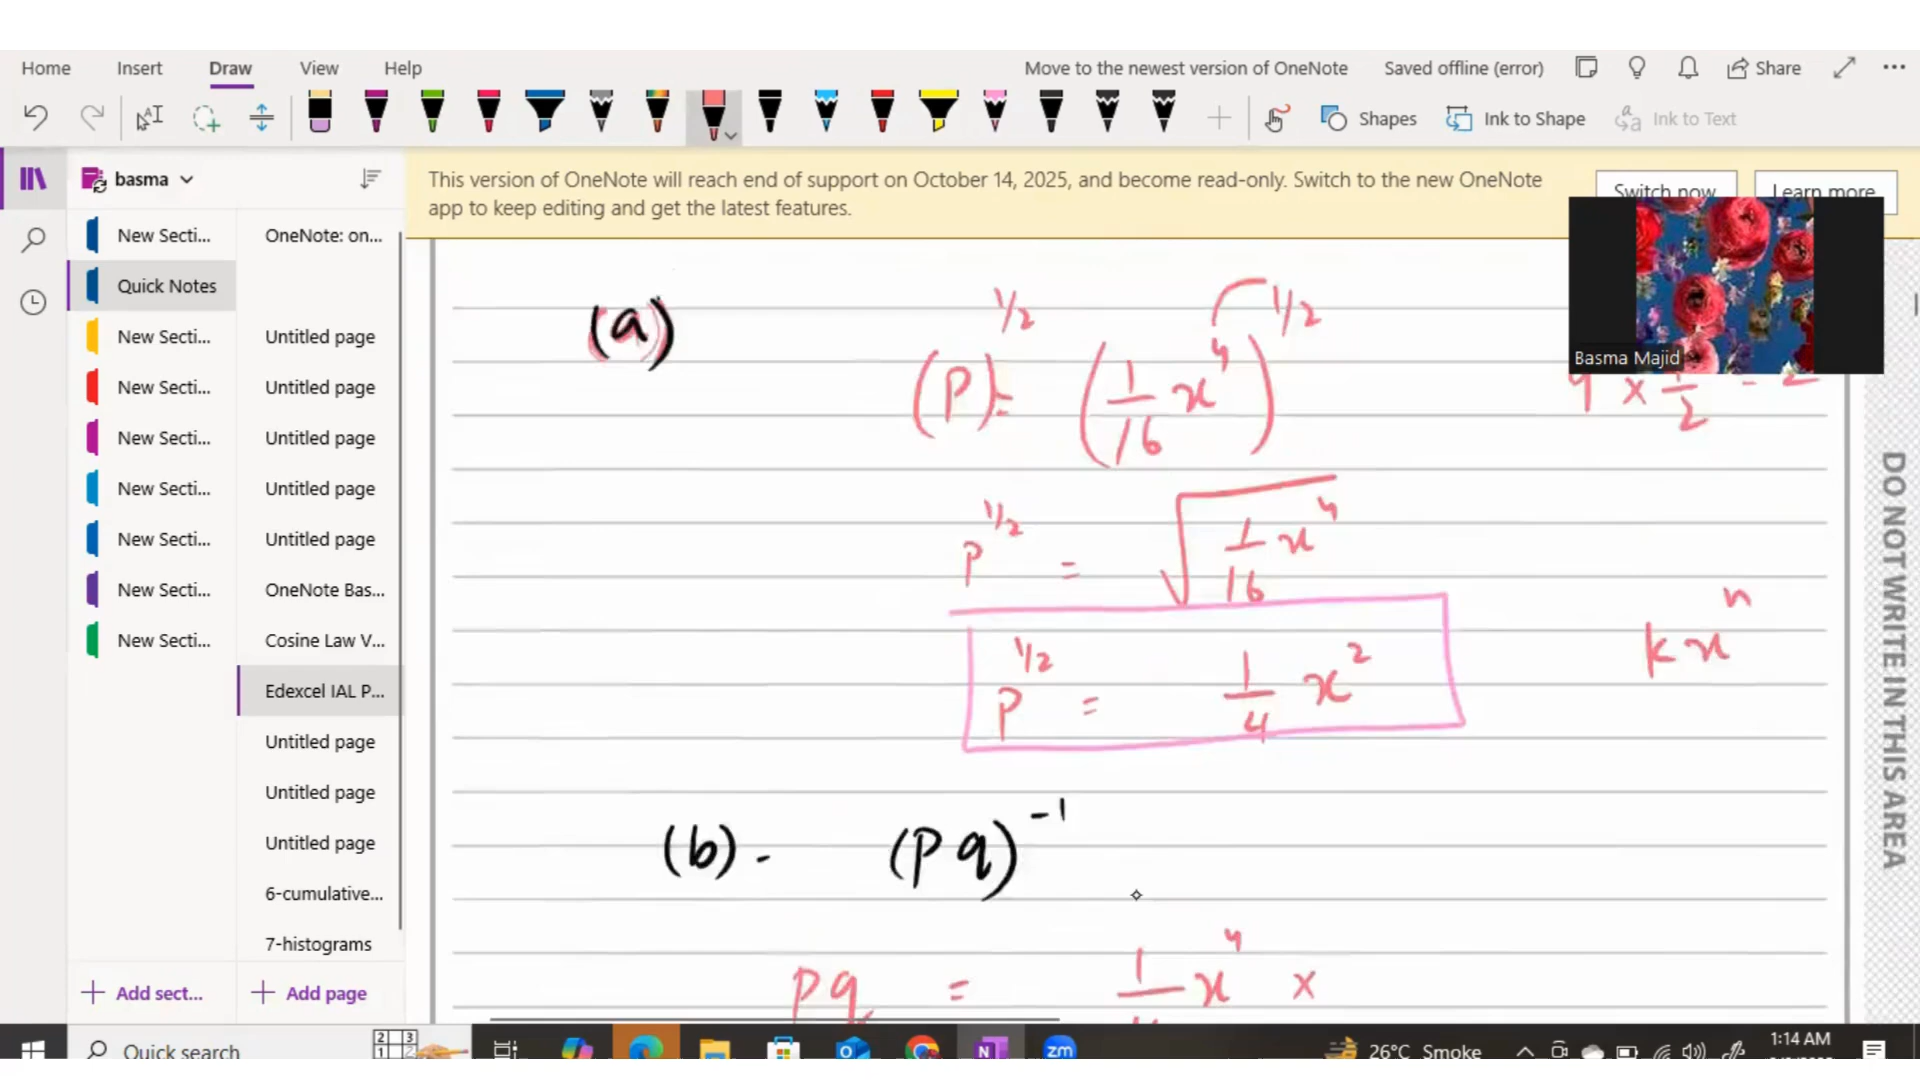 Home Insert Draw View Help Move to the newest version of OneNote Saved offline (error) Share
Shapes Ink to Shape Ink to Text
basma
This version of OneNote will reach end of support on October 14, 2025, and become read-only. Switch to the new OneNote
app to keep editing and get the latest features.
Switch now Learn more
New Secti... OneNote: on...
Quick Notes
New Secti... Untitled page
New Secti... Untitled page
New Secti... Untitled page
New Secti... Untitled page
New Secti... Untitled page
New Secti... OneNote Bas...
New Secti... Cosine Law V...
Edexcel IAL P...
Untitled page
Untitled page
Untitled page
6-cumulative...
7-histograms
Add sect... Add page
Basma Majid
(a) (P)^1/2 = (1/16 x^4)^1/2
P^1/2 = √(1/16 x^4)
P^1/2 = 1/4 x^2
kx^n
(b). (Pq)^-1
Pq = x^4 ×
DO NOT WRITE IN THIS AREA
Quick search
zm
26°C Smoke
1:14 AM